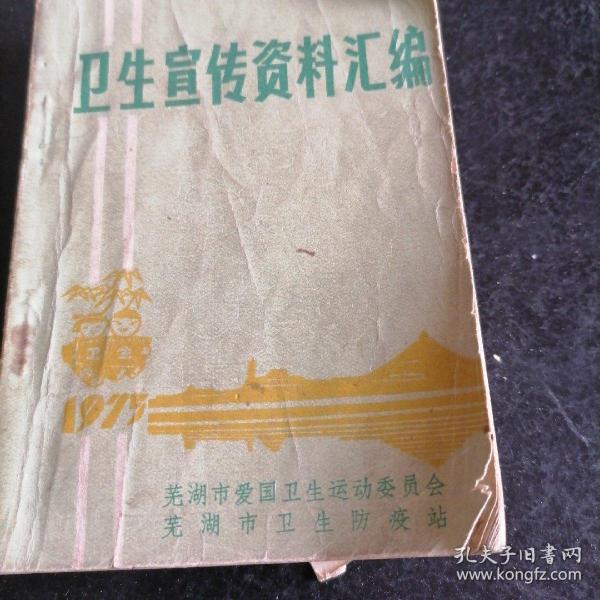 卫生宣传资料汇编
1975
芜湖市爱国卫生运动委员会
芜湖市卫生防疫站
孔夫子旧书网
www.kongfz.com